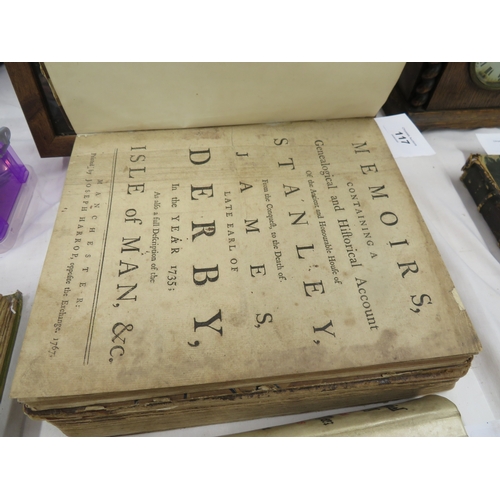 MEMOIRS,
CONTAINING A
Genealogical and Historical Account
Of the Ancient and Honourable House of
STANLEY,
From the Conquest, to the Death of
JAMES,
LATE EARL OF
DERBY,
In the YEAR 1735;
As also a full Description of the
ISLE of MAN, &c.
MANCHESTER:
Printed by JOSEPH HARROP, opposite the Exchange, 1767.
117